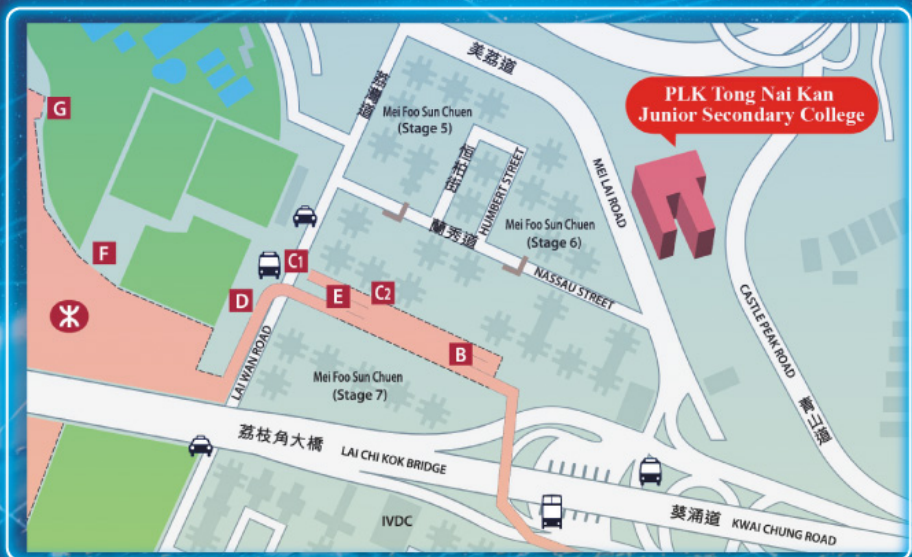 美荔道
荔灣道
Mei Foo Sun Chuen
(Stage 5)
PLK Tong Nai Kan
Junior Secondary College
G
百老匯街
HUMBERT STREET
MEI LAI ROAD
蘭秀道
Mei Foo Sun Chuen
(Stage 6)
NASSAU STREET
F
C1
D
E
C2
B
CASTLE PEAK ROAD
青山道
LAI WAN ROAD
Mei Foo Sun Chuen
(Stage 7)
荔枝角大橋
LAI CHI KOK BRIDGE
IVDC
葵涌道
KWAI CHUNG ROAD